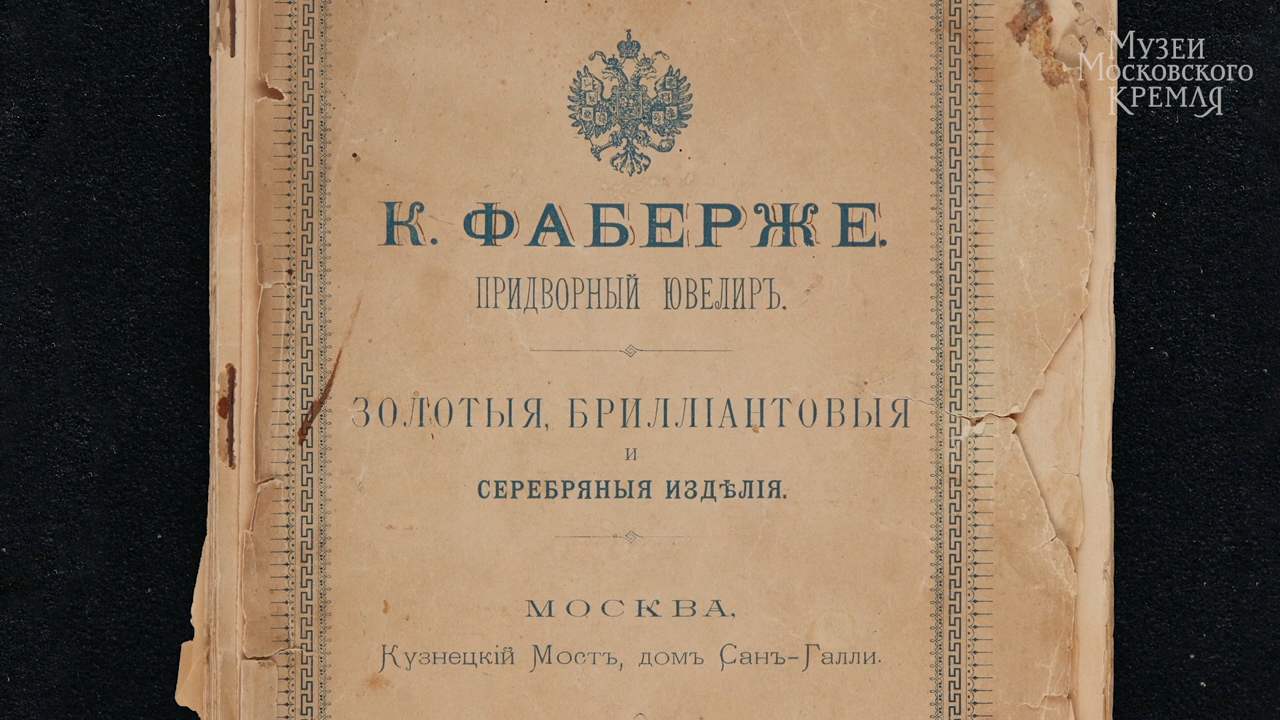 Музеи
Московского
Кремля
К. ФАБЕРЖЕ.
ПРИДВОРНЫЙ ЮВЕЛИРЪ.
ЗОЛОТЫЯ, БРИЛЛІАНТОВЫЯ
И
СЕРЕБРЯНЫЯ ИЗДѢЛІЯ.
МОСКВА,
Кузнецкій Мостъ, домъ Санъ-Галли.